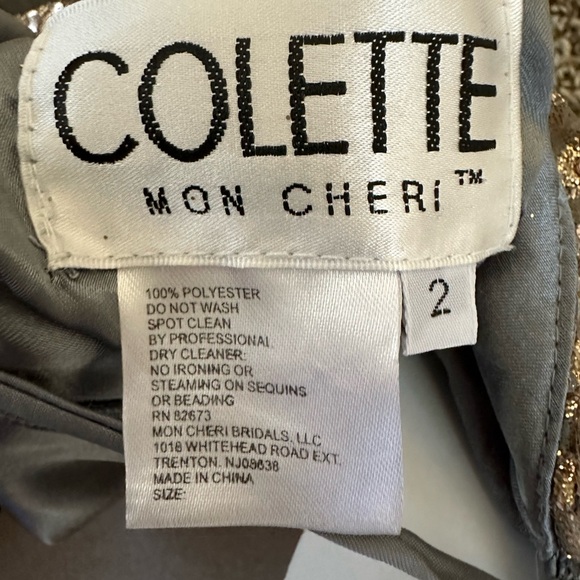 COLETTE
MON CHERI™
2
100% POLYESTER
DO NOT WASH
SPOT CLEAN
BY PROFESSIONAL
DRY CLEANER:
NO IRONING OR
STEAMING ON SEQUINS
OR BEADING
RN 82673
MON CHERI BRIDALS, LLC
1018 WHITEHEAD ROAD EXT.
TRENTON. NJ08638
MADE IN CHINA
SIZE: